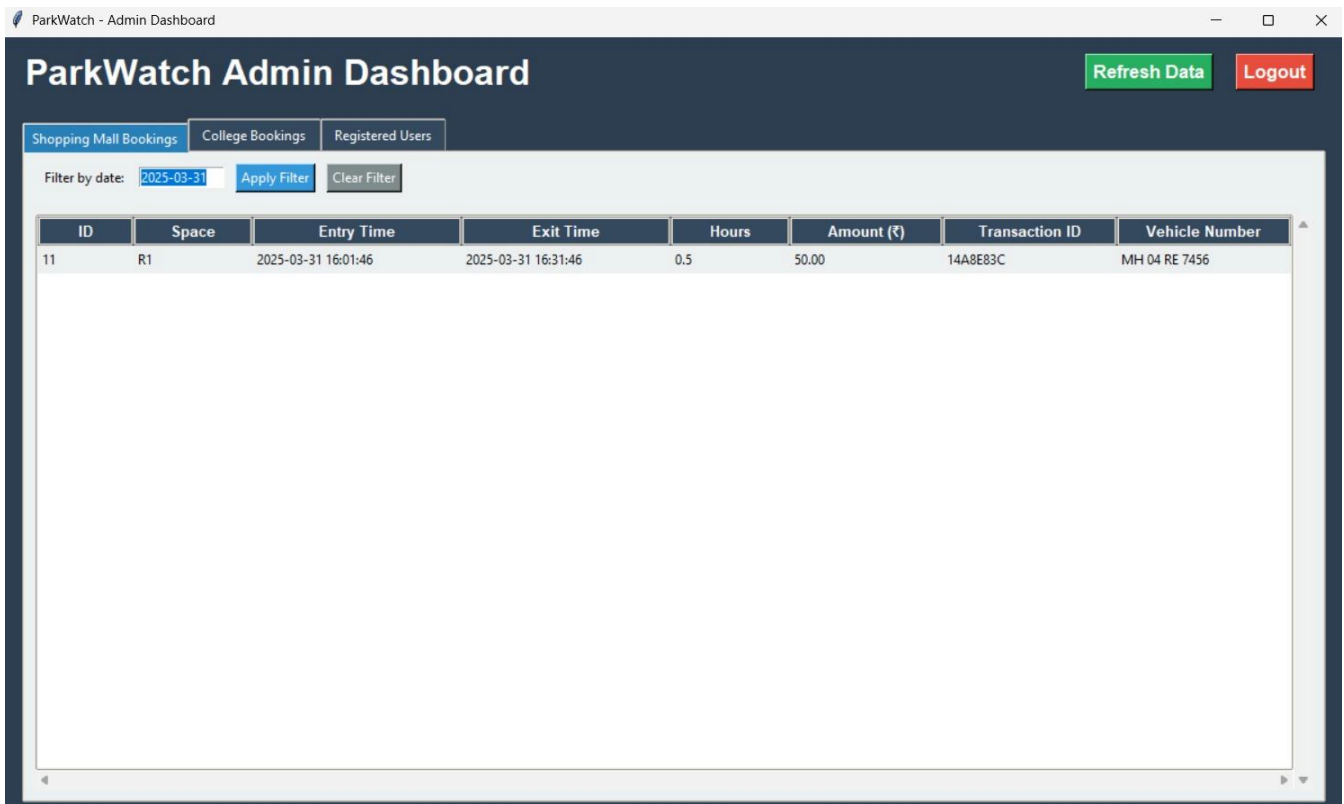 ParkWatch - Admin Dashboard
ParkWatch Admin Dashboard
Refresh Data
Logout
Shopping Mall Bookings
College Bookings
Registered Users
Filter by date: 2025-03-31 Apply Filter Clear Filter
ID Space Entry Time Exit Time Hours Amount (₹) Transaction ID Vehicle Number
11 R1 2025-03-31 16:01:46 2025-03-31 16:31:46 0.5 50.00 14A8E83C MH 04 RE 7456